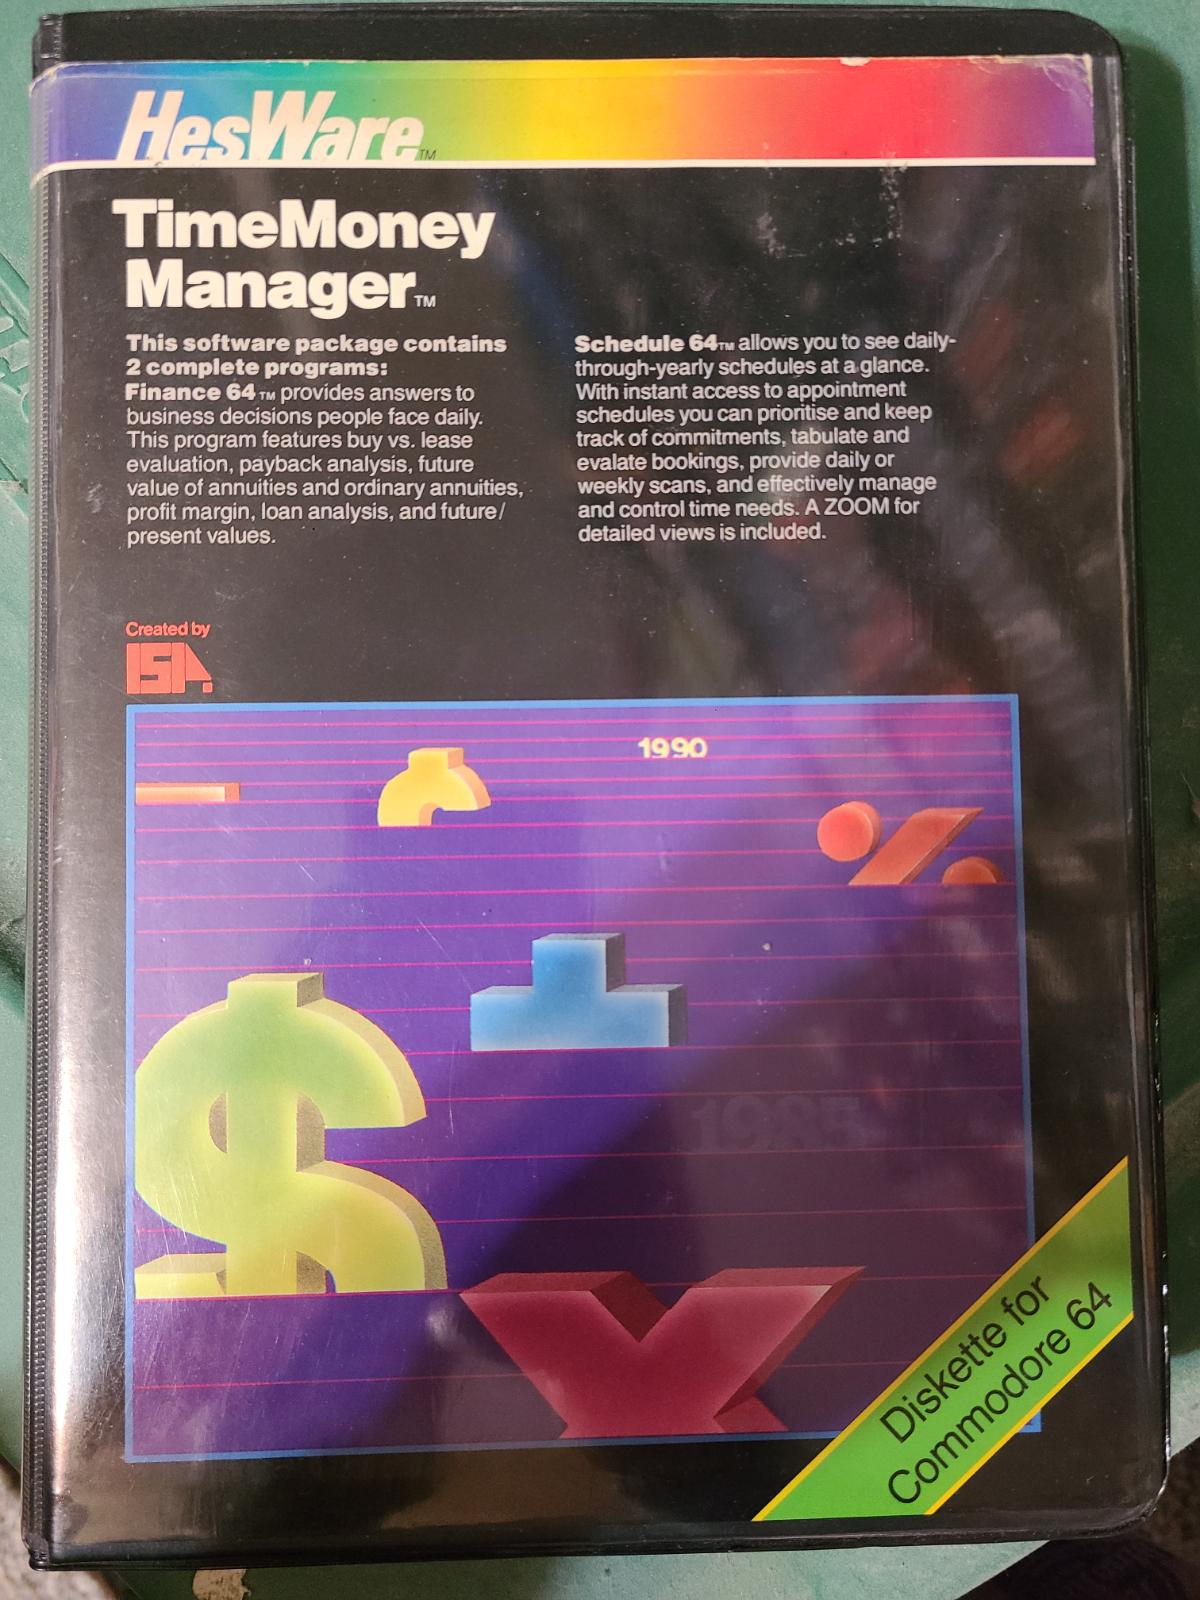 HesWare™
TimeMoney
Manager™
This software package contains
2 complete programs:
Finance 64™ provides answers to
business decisions people face daily.
This program features buy vs. lease
evaluation, payback analysis, future
value of annuities and ordinary annuities,
profit margin, loan analysis, and future/
present values.
Schedule 64™ allows you to see daily-
through-yearly schedules at a glance.
With instant access to appointment
schedules you can prioritise and keep
track of commitments, tabulate and
evalate bookings, provide daily or
weekly scans, and effectively manage
and control time needs. A ZOOM for
detailed views is included.
Created by
ISA.
1990
$
%
1985
Diskette for
Commodore 64